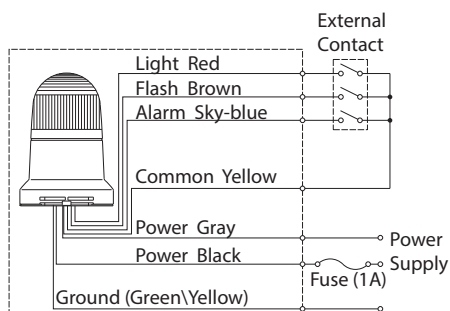 External
Contact
Light Red
Flash Brown
Alarm Sky-blue
Common Yellow
Power Gray
Power
Power Black
Supply
Fuse (1A)
Ground (Green\Yellow)